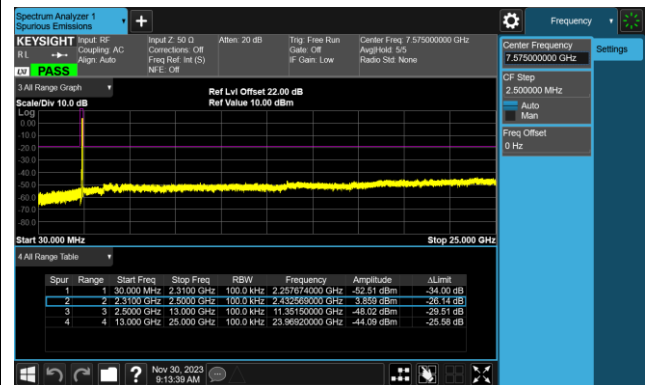 Spectrum Analyzer 1
Spurious Emissions
+
Frequency
KEYSIGHT Input: RF
RL Coupling: AC
Align: Auto
LXI PASS
Input Z: 50 Ω
Corrections: Off
Freq Ref: Int (S)
NFE: Off
Atten: 20 dB
Trig: Free Run
Gate: Off
IF Gain: Low
Center Freq: 7.575000000 GHz
Avg|Hold: 5/5
Radio Std: None
Center Frequency
7.575000000 GHz
Settings
CF Step
2.500000 MHz
Auto
Man
Freq Offset
0 Hz
3 All Range Graph
Scale/Div 10.0 dB
Ref Lvl Offset 22.00 dB
Ref Value 10.00 dBm
Log
0.00
-10.0
-20.0
-30.0
-40.0
-50.0
-60.0
-70.0
-80.0
Start 30.000 MHz Stop 25.000 GHz
4 All Range Table
Spur Range Start Freq Stop Freq RBW Frequency Amplitude ΔLimit
1 1 30.000 MHz 2.3100 GHz 100.0 kHz 2.257674000 GHz -52.51 dBm -34.00 dB
2 2 2.3100 GHz 2.5000 GHz 100.0 kHz 2.432569000 GHz 3.859 dBm -26.14 dB
3 3 2.5000 GHz 13.000 GHz 100.0 kHz 11.35150000 GHz -48.02 dBm -29.51 dB
4 4 13.000 GHz 25.000 GHz 100.0 kHz 23.96920000 GHz -44.09 dBm -25.58 dB
? Nov 30, 2023
9:13:39 AM